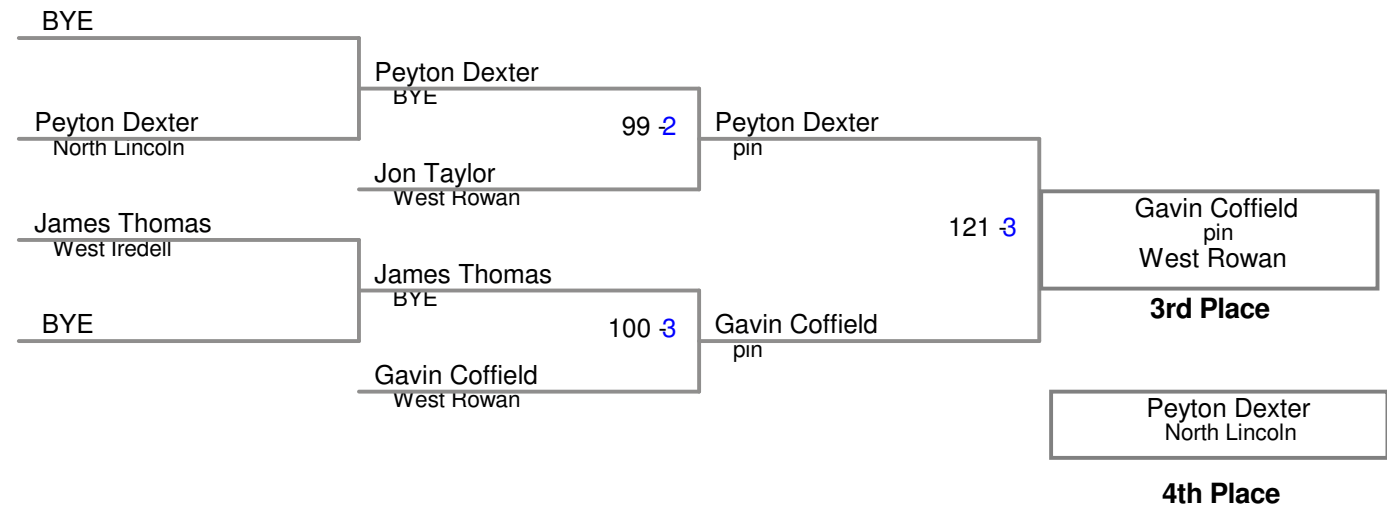 BYE
Peyton Dexter
BYE
Peyton Dexter
North Lincoln
99 -2
Peyton Dexter
pin
Jon Taylor
West Rowan
James Thomas
West Iredell
121 -3
Gavin Coffield
pin
West Rowan
3rd Place
James Thomas
BYE
BYE
100 -3
Gavin Coffield
pin
Gavin Coffield
West Rowan
Peyton Dexter
North Lincoln
4th Place